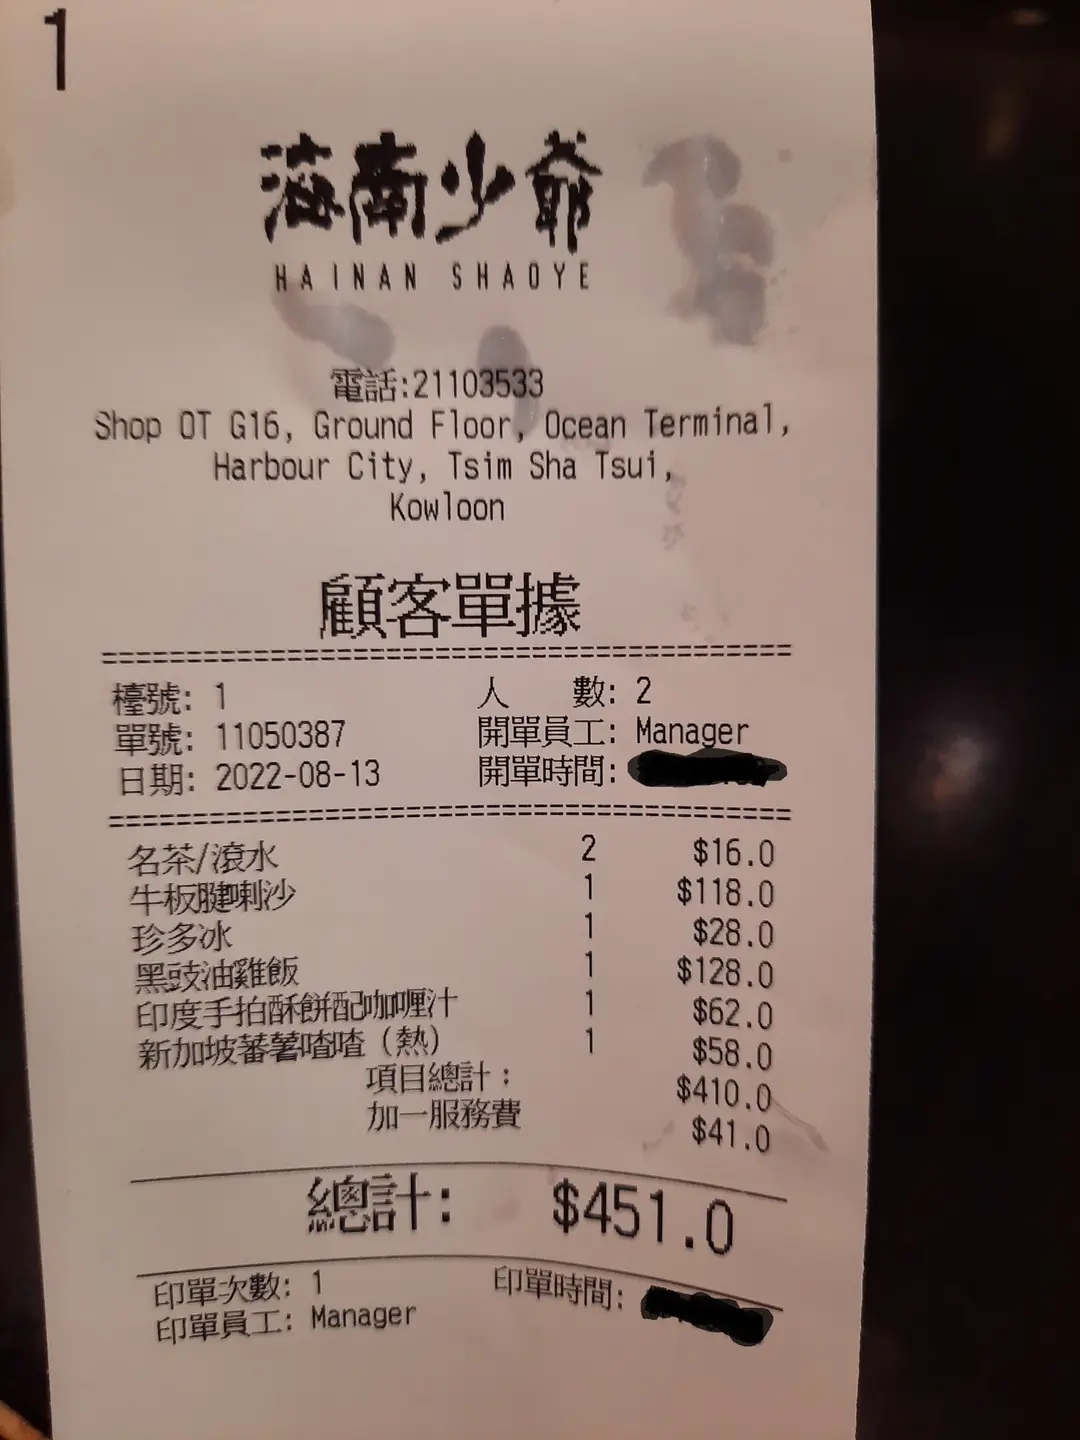 1
海南少爺
HAINAN SHAOYE
電話:21103533
Shop OT G16, Ground Floor, Ocean Terminal,
Harbour City, Tsim Sha Tsui,
Kowloon
顧客單據
==========================================
檯號: 1 人 數: 2
單號: 11050387 開單員工: Manager
日期: 2022-08-13 開單時間:
==========================================
名茶/滾水 2 $16.0
牛板腱喇沙 1 $118.0
珍多冰 1 $28.0
黑豉油雞飯 1 $128.0
印度手拍酥餅配咖喱汁 1 $62.0
新加坡蕃薯喳喳（熱） 1 $58.0
項目總計： $410.0
加一服務費 $41.0
總計: $451.0
印單次數: 1 印單時間:
印單員工: Manager